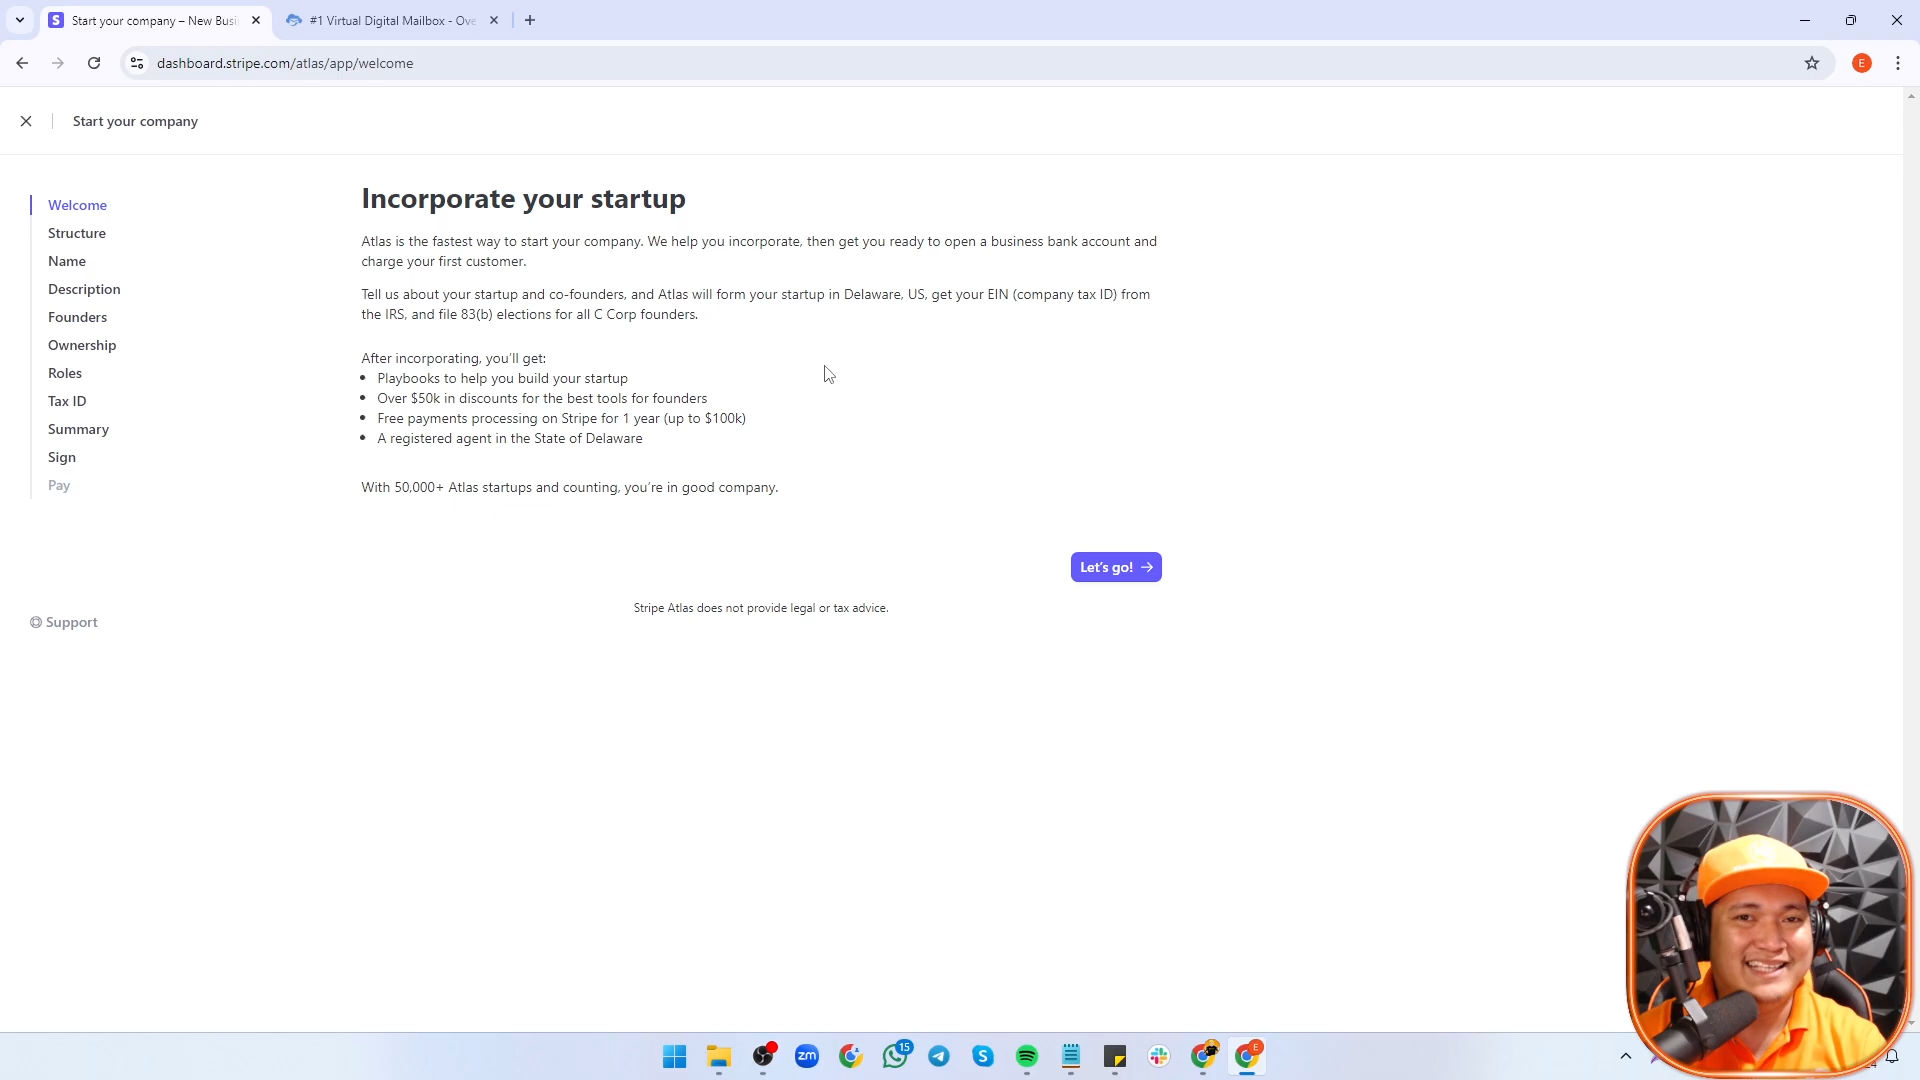 Start your company – New Busi
#1 Virtual Digital Mailbox - Ove
dashboard.stripe.com/atlas/app/welcome
E
Start your company
Welcome
Structure
Name
Description
Founders
Ownership
Roles
Tax ID
Summary
Sign
Pay
Support
Incorporate your startup
Atlas is the fastest way to start your company. We help you incorporate, then get you ready to open a business bank account and
charge your first customer.
Tell us about your startup and co-founders, and Atlas will form your startup in Delaware, US, get your EIN (company tax ID) from
the IRS, and file 83(b) elections for all C Corp founders.
After incorporating, you'll get:
• Playbooks to help you build your startup
• Over $50k in discounts for the best tools for founders
• Free payments processing on Stripe for 1 year (up to $100k)
• A registered agent in the State of Delaware
With 50,000+ Atlas startups and counting, you're in good company.
Let's go! →
Stripe Atlas does not provide legal or tax advice.
zm
15
S
E